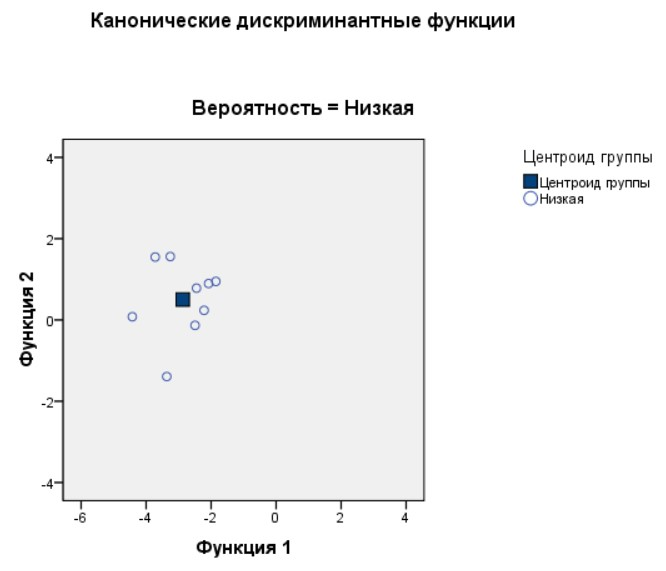 Канонические дискриминантные функции
Вероятность = Низкая
Центроид группы
Центроид группы
Низкая
4
2
0
-2
-4
Функция 2
-6 -4 -2 0 2 4
Функция 1